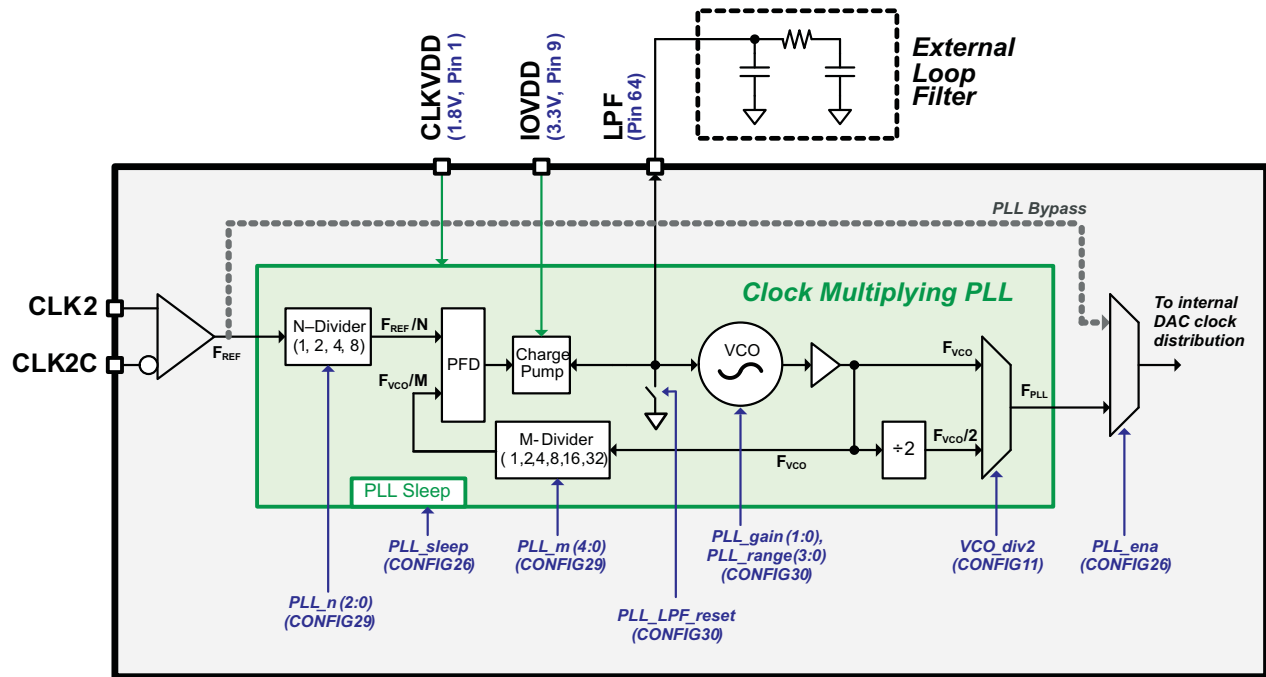 External
Loop
Filter
CLKVDD
(1.8V, Pin 1)
IOVDD
(3.3V, Pin 9)
LPF
(Pin 64)
PLL Bypass
Clock Multiplying PLL
CLK2
CLK2C
FREF
N–Divider
(1, 2, 4, 8)
FREF/N
FVCO/M
PFD
Charge
Pump
VCO
FVCO
FPLL
To internal
DAC clock
distribution
M- Divider
( 1,2,4,8,16,32)
FVCO
÷2
FVCO/2
PLL Sleep
PLL_sleep
(CONFIG26)
PLL_m (4:0)
(CONFIG29)
PLL_gain (1:0),
PLL_range (3:0)
(CONFIG30)
VCO_div2
(CONFIG11)
PLL_ena
(CONFIG26)
PLL_n (2:0)
(CONFIG29)
PLL_LPF_reset
(CONFIG30)